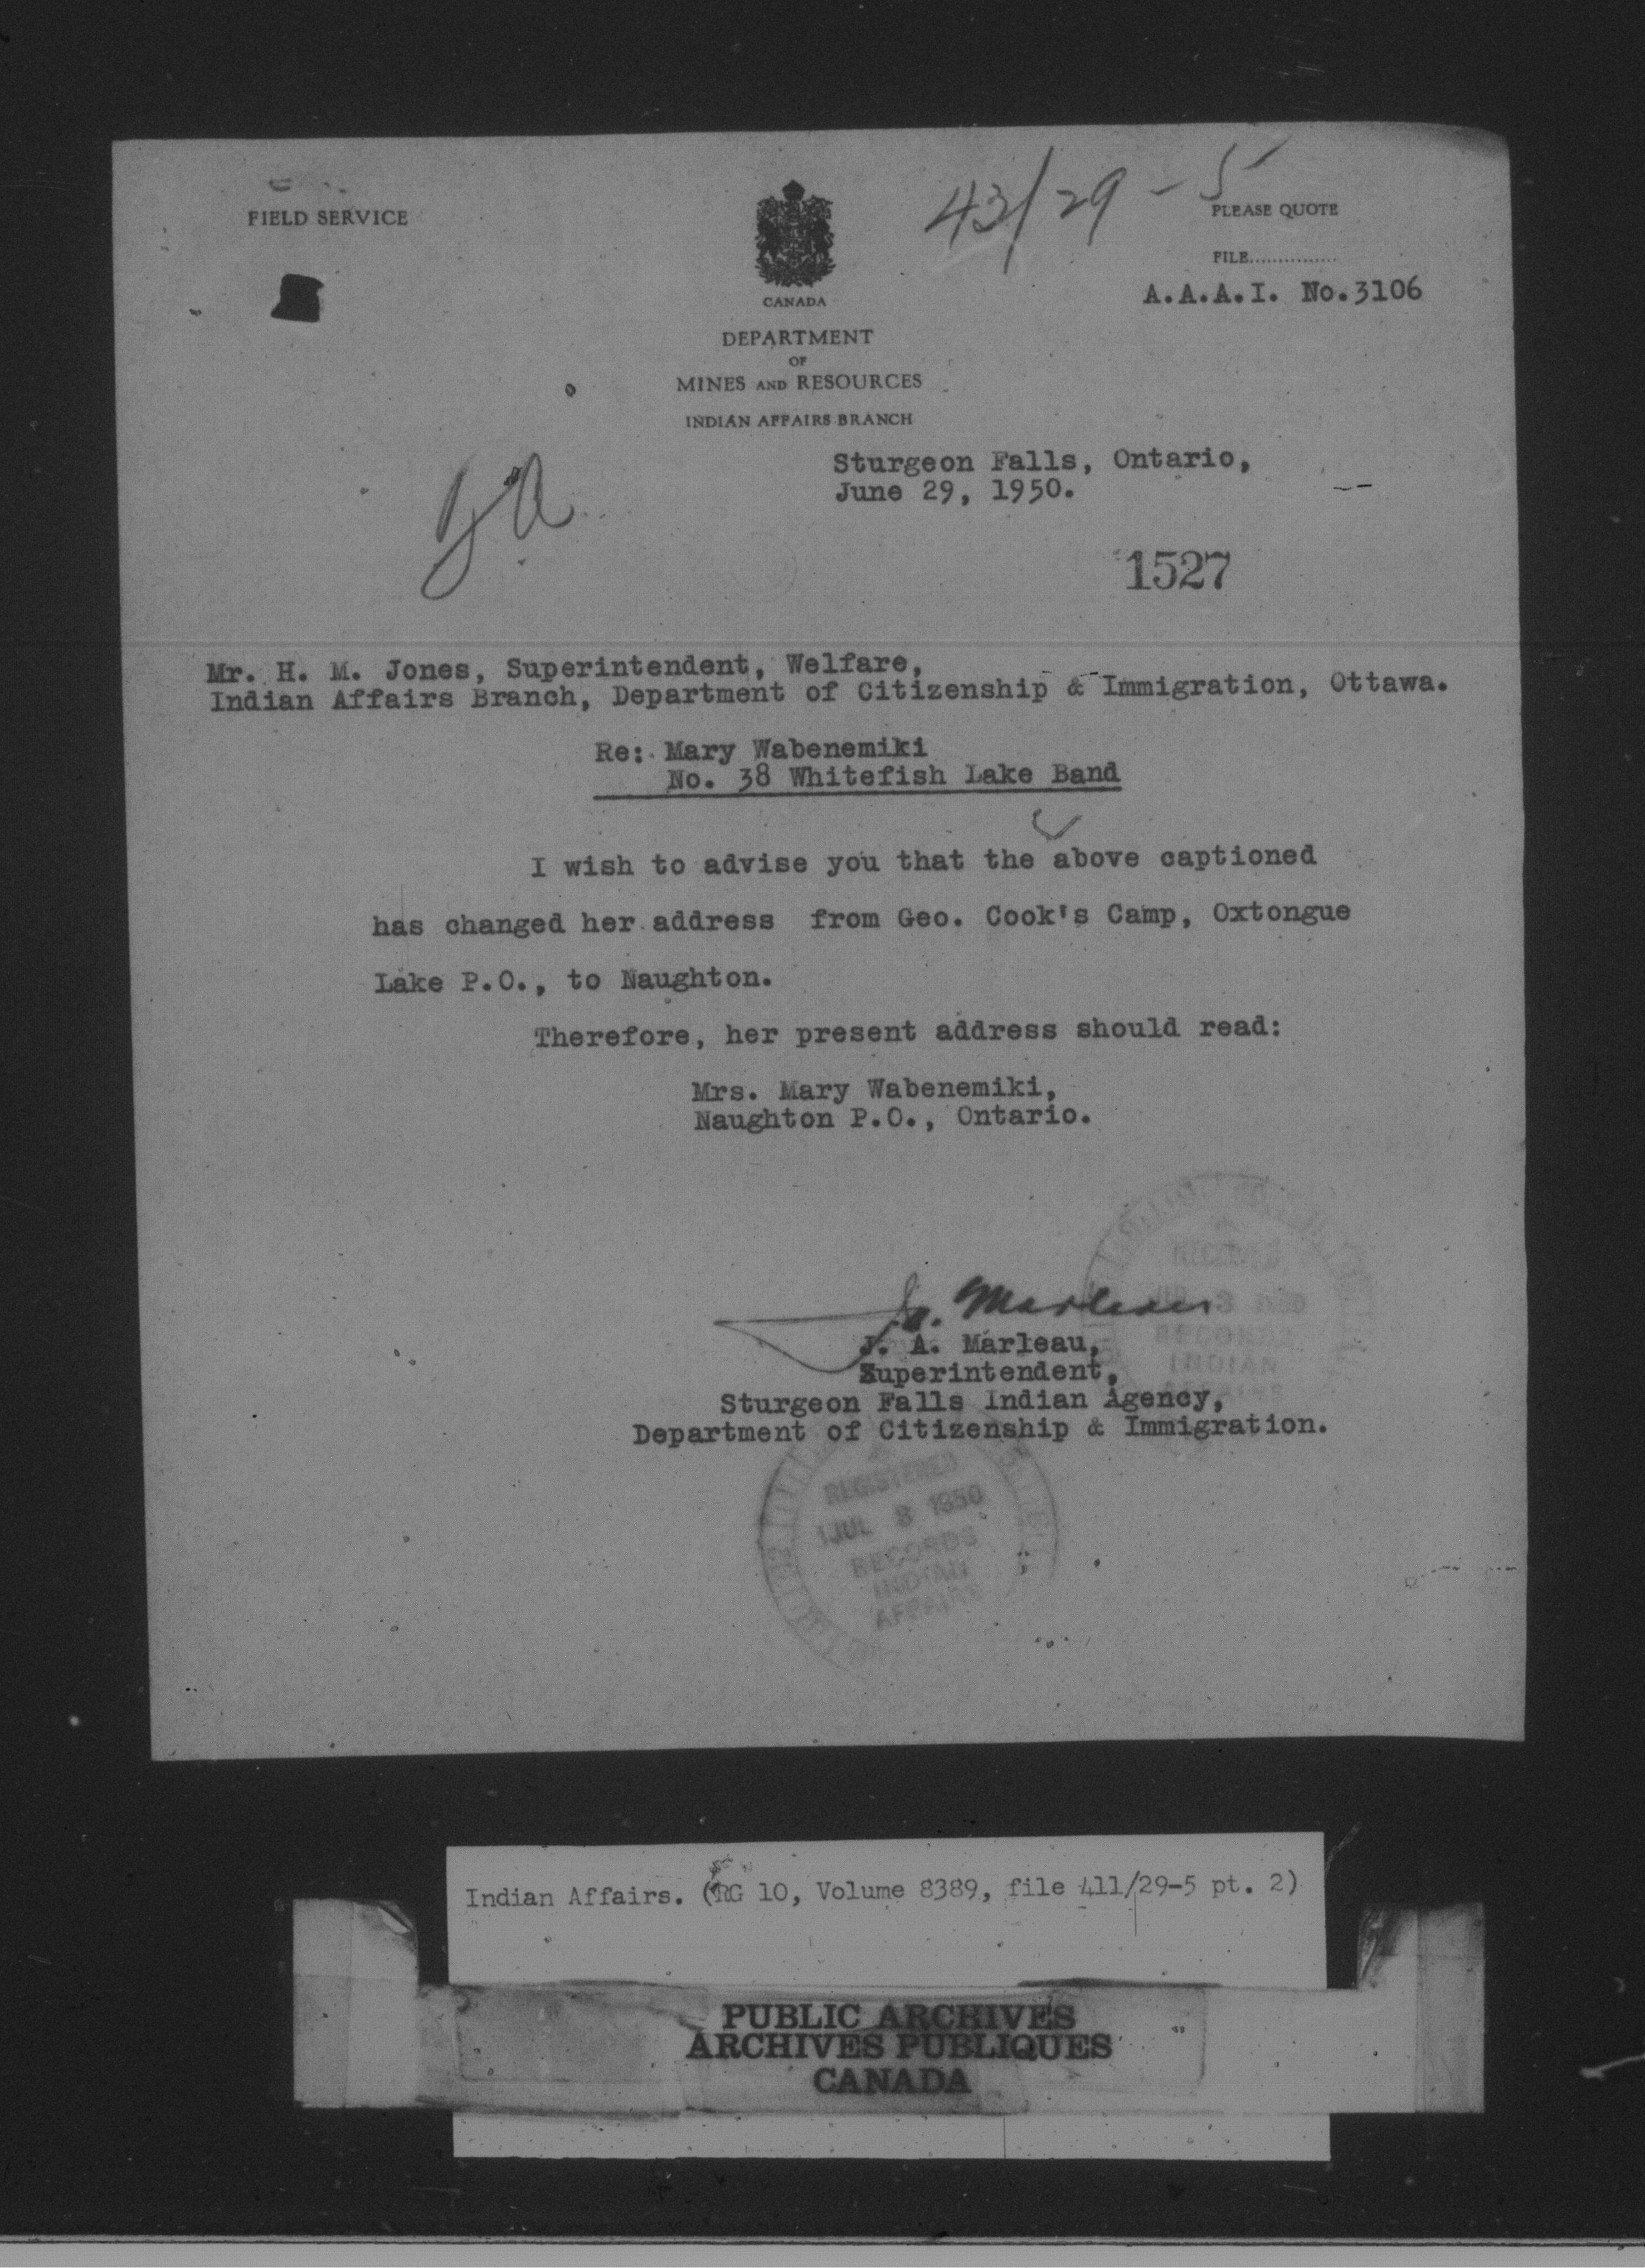 FIELD SERVICE
43/29-5
PLEASE QUOTE
FILE................
A.A.A.I. No.3106
CANADA
DEPARTMENT
OF
MINES AND RESOURCES
INDIAN AFFAIRS BRANCH
Sturgeon Falls, Ontario,
June 29, 1950.
1527
Mr. H. M. Jones, Superintendent, Welfare,
Indian Affairs Branch, Department of Citizenship & Immigration, Ottawa.
Re: Mary Wabenemiki
No. 38 Whitefish Lake Band
I wish to advise you that the above captioned
has changed her address from Geo. Cook's Camp, Oxtongue
Lake P.O., to Naughton.
Therefore, her present address should read:
Mrs. Mary Wabenemiki,
Naughton P.O., Ontario.
J. Marleau
J. A. Marleau,
Superintendent,
Sturgeon Falls Indian Agency,
Department of Citizenship & Immigration.
RECORDS
INDIAN
REGISTERED
JUL 3 1950
RECORDS
INDIAN
AFFAIRS
Indian Affairs. (RG 10, Volume 8389, file 411/29-5 pt. 2)
PUBLIC ARCHIVES
ARCHIVES PUBLIQUES
CANADA